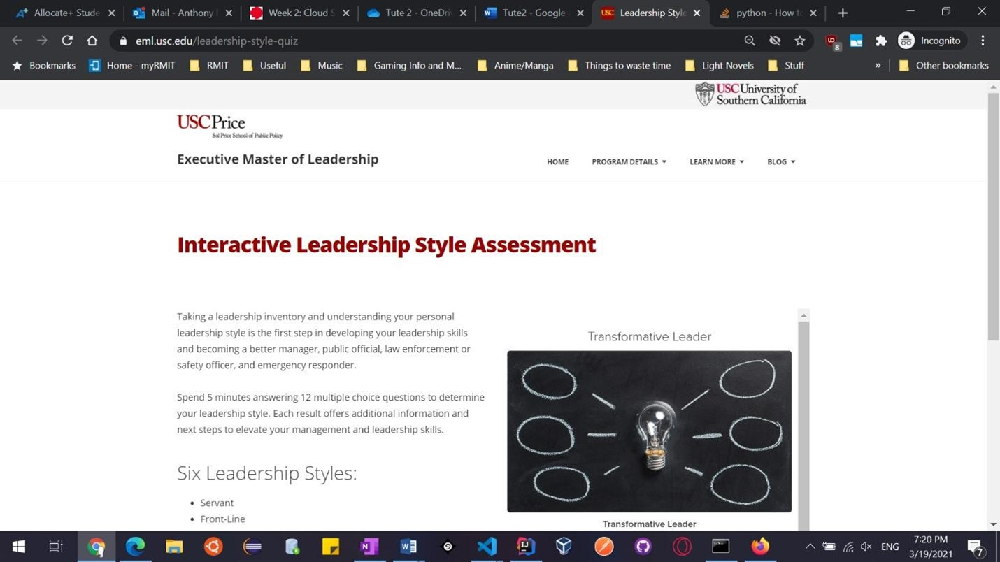 Allocate+ Stude
Mail - Anthony
Week 2: Cloud S
Tute 2 - OneDri
Tute2 - Google
Leadership Style
python - How to
eml.usc.edu/leadership-style-quiz
8
Incognito
Bookmarks
Home - myRMIT
RMIT
Useful
Music
Gaming Info and M...
Anime/Manga
Things to waste time
Light Novels
Stuff
»
Other bookmarks
USC University of
Southern California
USC Price
Sol Price School of Public Policy
Executive Master of Leadership
HOME
PROGRAM DETAILS
LEARN MORE
BLOG
Interactive Leadership Style Assessment
Taking a leadership inventory and understanding your personal
leadership style is the first step in developing your leadership skills
and becoming a better manager, public official, law enforcement or
safety officer, and emergency responder.
Spend 5 minutes answering 12 multiple choice questions to determine
your leadership style. Each result offers additional information and
next steps to elevate your management and leadership skills.
Six Leadership Styles:
• Servant
• Front-Line
Transformative Leader
Transformative Leader
ENG
7:20 PM
3/19/2021
7